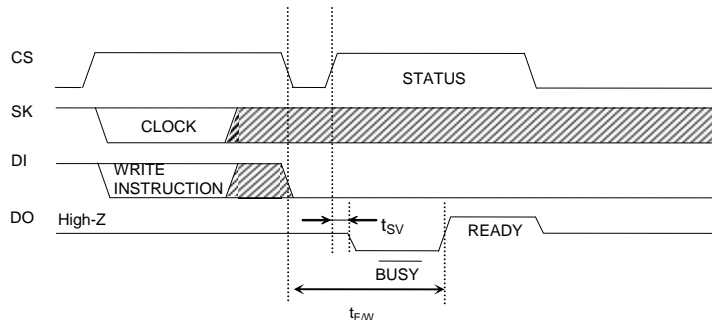 CS
STATUS
SK
CLOCK
DI
WRITE
INSTRUCTION
DO
High-Z
tSV
READY
BUSY
tE/W